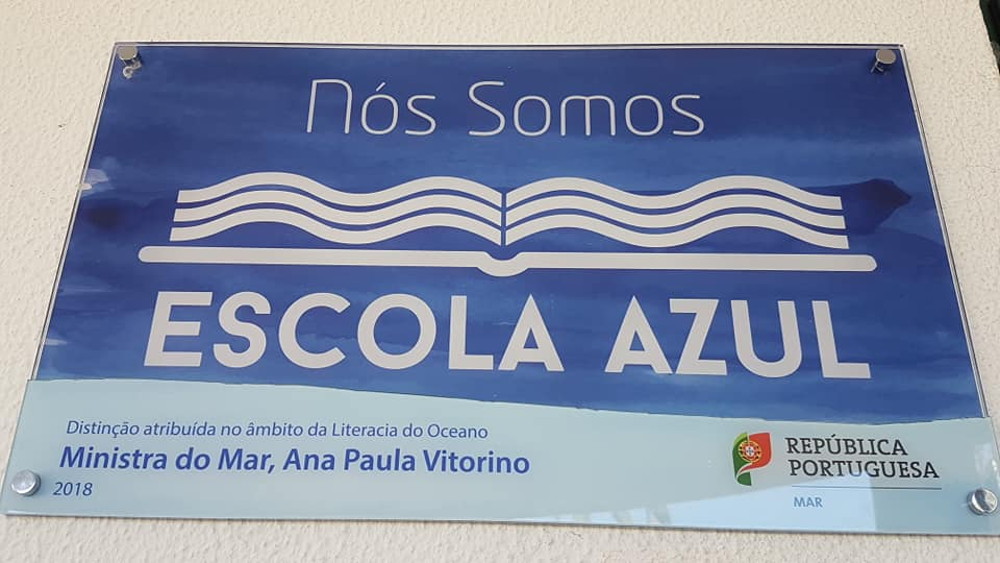 Nós Somos
ESCOLA AZUL
Distinção atribuída no âmbito da Literacia do Oceano
Ministra do Mar, Ana Paula Vitorino
2018
REPÚBLICA
PORTUGUESA
MAR